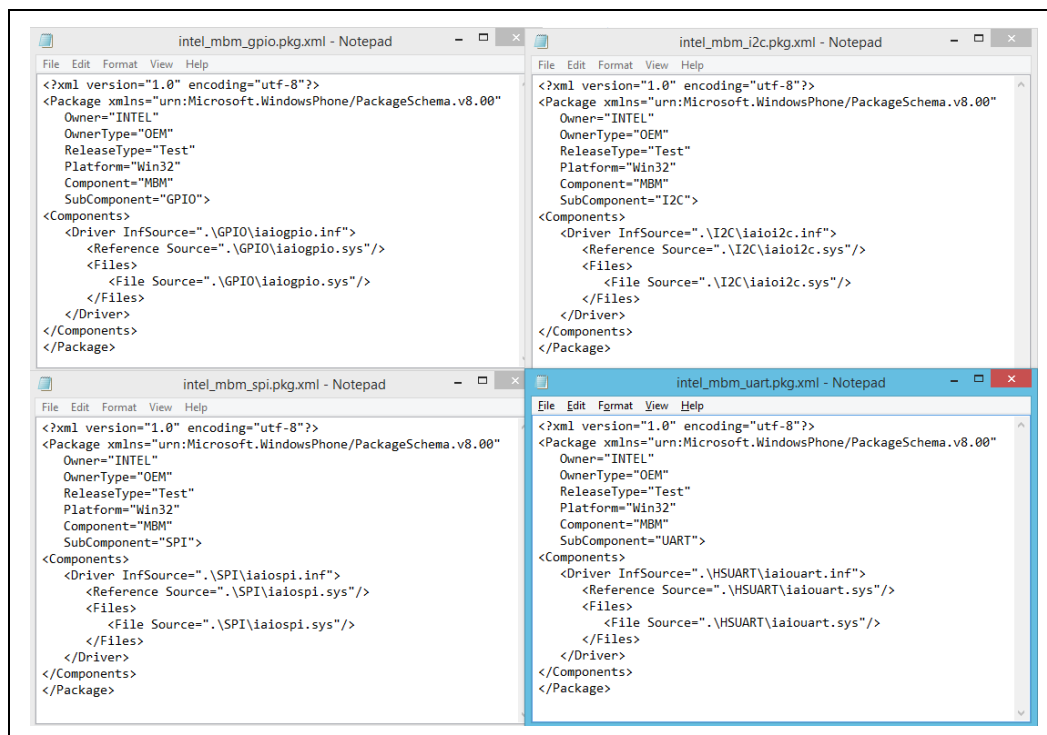 intel_mbm_gpio.pkg.xml - Notepad
File Edit Format View Help
<?xml version="1.0" encoding="utf-8"?>
<Package xmlns="urn:Microsoft.WindowsPhone/PackageSchema.v8.00"
   Owner="INTEL"
   OwnerType="OEM"
   ReleaseType="Test"
   Platform="Win32"
   Component="MBM"
   SubComponent="GPIO">
<Components>
   <Driver InfSource=".\GPIO\iaiogpio.inf">
      <Reference Source=".\GPIO\iaiogpio.sys"/>
      <Files>
         <File Source=".\GPIO\iaiogpio.sys"/>
      </Files>
   </Driver>
</Components>
</Package>
intel_mbm_i2c.pkg.xml - Notepad
File Edit Format View Help
<?xml version="1.0" encoding="utf-8"?>
<Package xmlns="urn:Microsoft.WindowsPhone/PackageSchema.v8.00"
   Owner="INTEL"
   OwnerType="OEM"
   ReleaseType="Test"
   Platform="Win32"
   Component="MBM"
   SubComponent="I2C">
<Components>
   <Driver InfSource=".\I2C\iaioi2c.inf">
      <Reference Source=".\I2C\iaioi2c.sys"/>
      <Files>
         <File Source=".\I2C\iaioi2c.sys"/>
      </Files>
   </Driver>
</Components>
</Package>
intel_mbm_spi.pkg.xml - Notepad
File Edit Format View Help
<?xml version="1.0" encoding="utf-8"?>
<Package xmlns="urn:Microsoft.WindowsPhone/PackageSchema.v8.00"
   Owner="INTEL"
   OwnerType="OEM"
   ReleaseType="Test"
   Platform="Win32"
   Component="MBM"
   SubComponent="SPI">
<Components>
   <Driver InfSource=".\SPI\iaiospi.inf">
      <Reference Source=".\SPI\iaiospi.sys"/>
      <Files>
         <File Source=".\SPI\iaiospi.sys"/>
      </Files>
   </Driver>
</Components>
</Package>
intel_mbm_uart.pkg.xml - Notepad
File Edit Format View Help
<?xml version="1.0" encoding="utf-8"?>
<Package xmlns="urn:Microsoft.WindowsPhone/PackageSchema.v8.00"
   Owner="INTEL"
   OwnerType="OEM"
   ReleaseType="Test"
   Platform="Win32"
   Component="MBM"
   SubComponent="UART">
<Components>
   <Driver InfSource=".\HSUART\iaiouart.inf">
      <Reference Source=".\HSUART\iaiouart.sys"/>
      <Files>
         <File Source=".\HSUART\iaiouart.sys"/>
      </Files>
   </Driver>
</Components>
</Package>